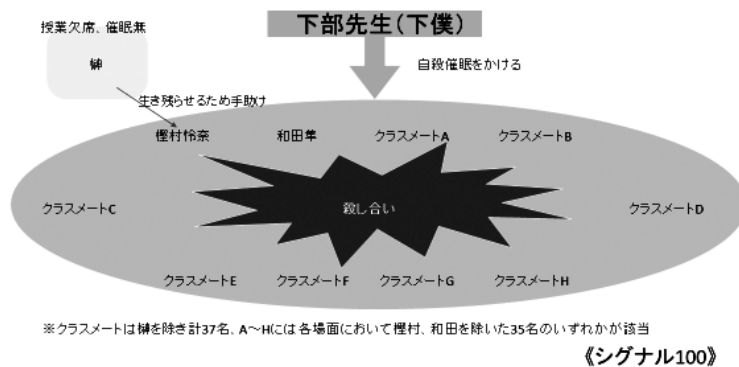 下部先生(下僕)
授業欠席、催眠無
榊
自殺催眠をかける
生き残らせるため手助け
樫村怜奈
和田隼
クラスメートA
クラスメートB
クラスメートC
殺し合い
クラスメートD
クラスメートE
クラスメートF
クラスメートG
クラスメートH
※クラスメートは榊を除き計37名、A～Hには各場面において樫村、和田を除いた35名のいずれかが該当
《シグナル100》